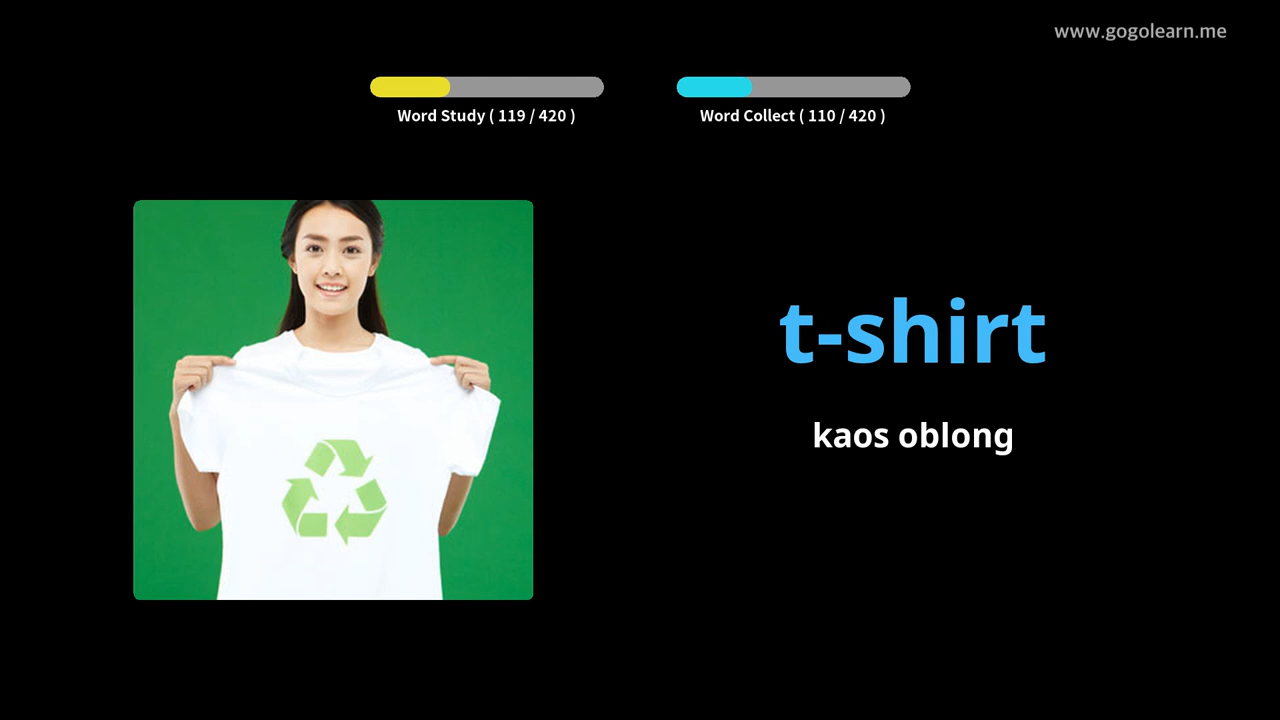 www.gogolearn.me
Word Study ( 119 / 420 )
Word Collect ( 110 / 420 )
t-shirt
kaos oblong